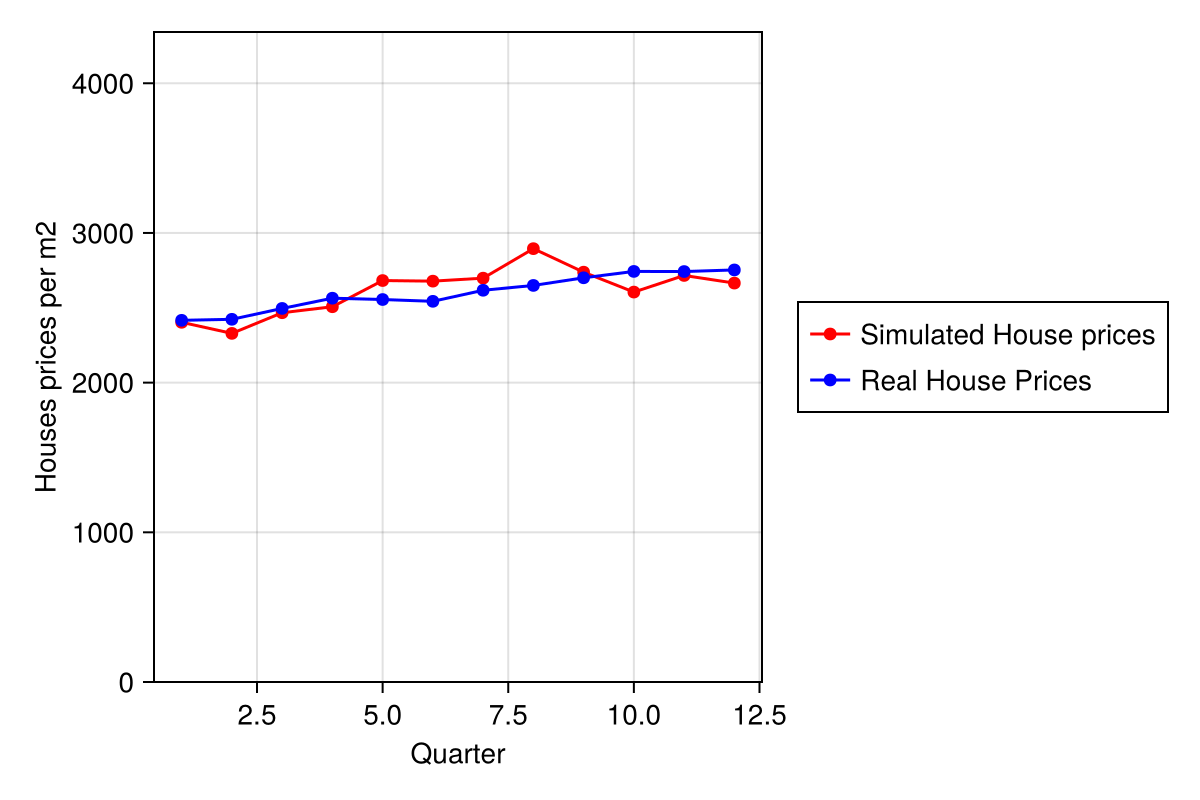 4000
3000
2000
1000
0
Houses prices per m2
2.5
5.0
7.5
10.0
12.5
Quarter
Simulated House prices
Real House Prices